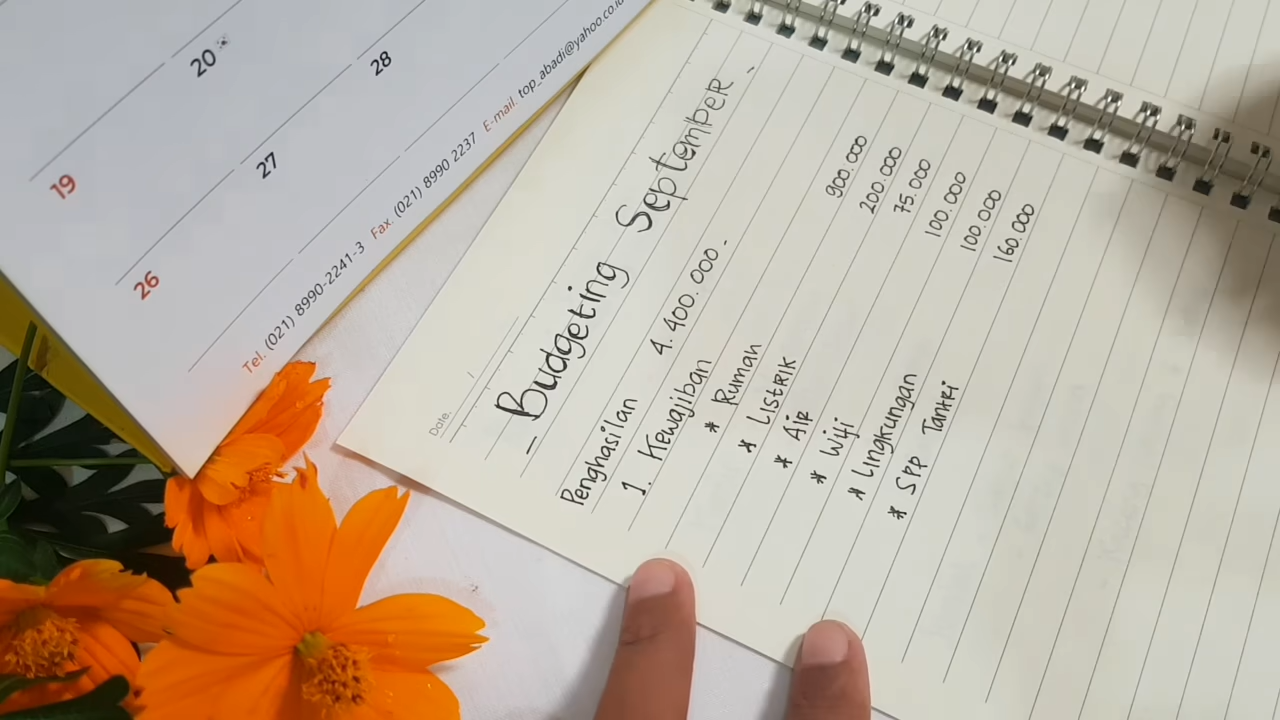 20
28
19
27
26
Tel. (021) 8990-2241-3 Fax. (021) 8990 2237 E-mail. top_abadi@yahoo.co.id
Date.
- Budgeting September -
Penghasilan 4.400.000.-
1. Kewajiban
* Rumah 900.000
* Listrik 200.000
* Air 75.000
* Wifi 100.000
* Lingkungan 100.000
* SPP Tantri 160.000